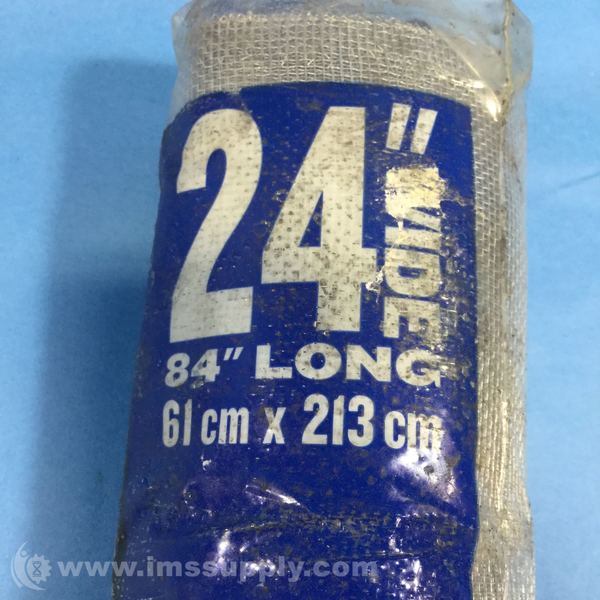 24" WIDE
84" LONG
61 cm x 213 cm
www.imssupply.com